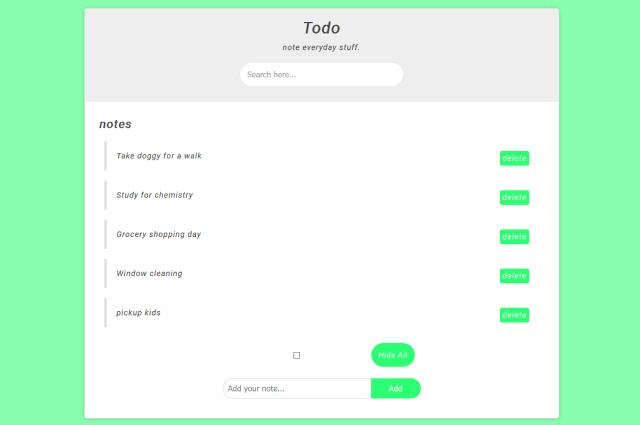 Todo
note everyday stuff.
Search here...
notes
Take doggy for a walk
delete
Study for chemistry
delete
Grocery shopping day
delete
Window cleaning
delete
pickup kids
delete
Hide All
Add your note...
Add